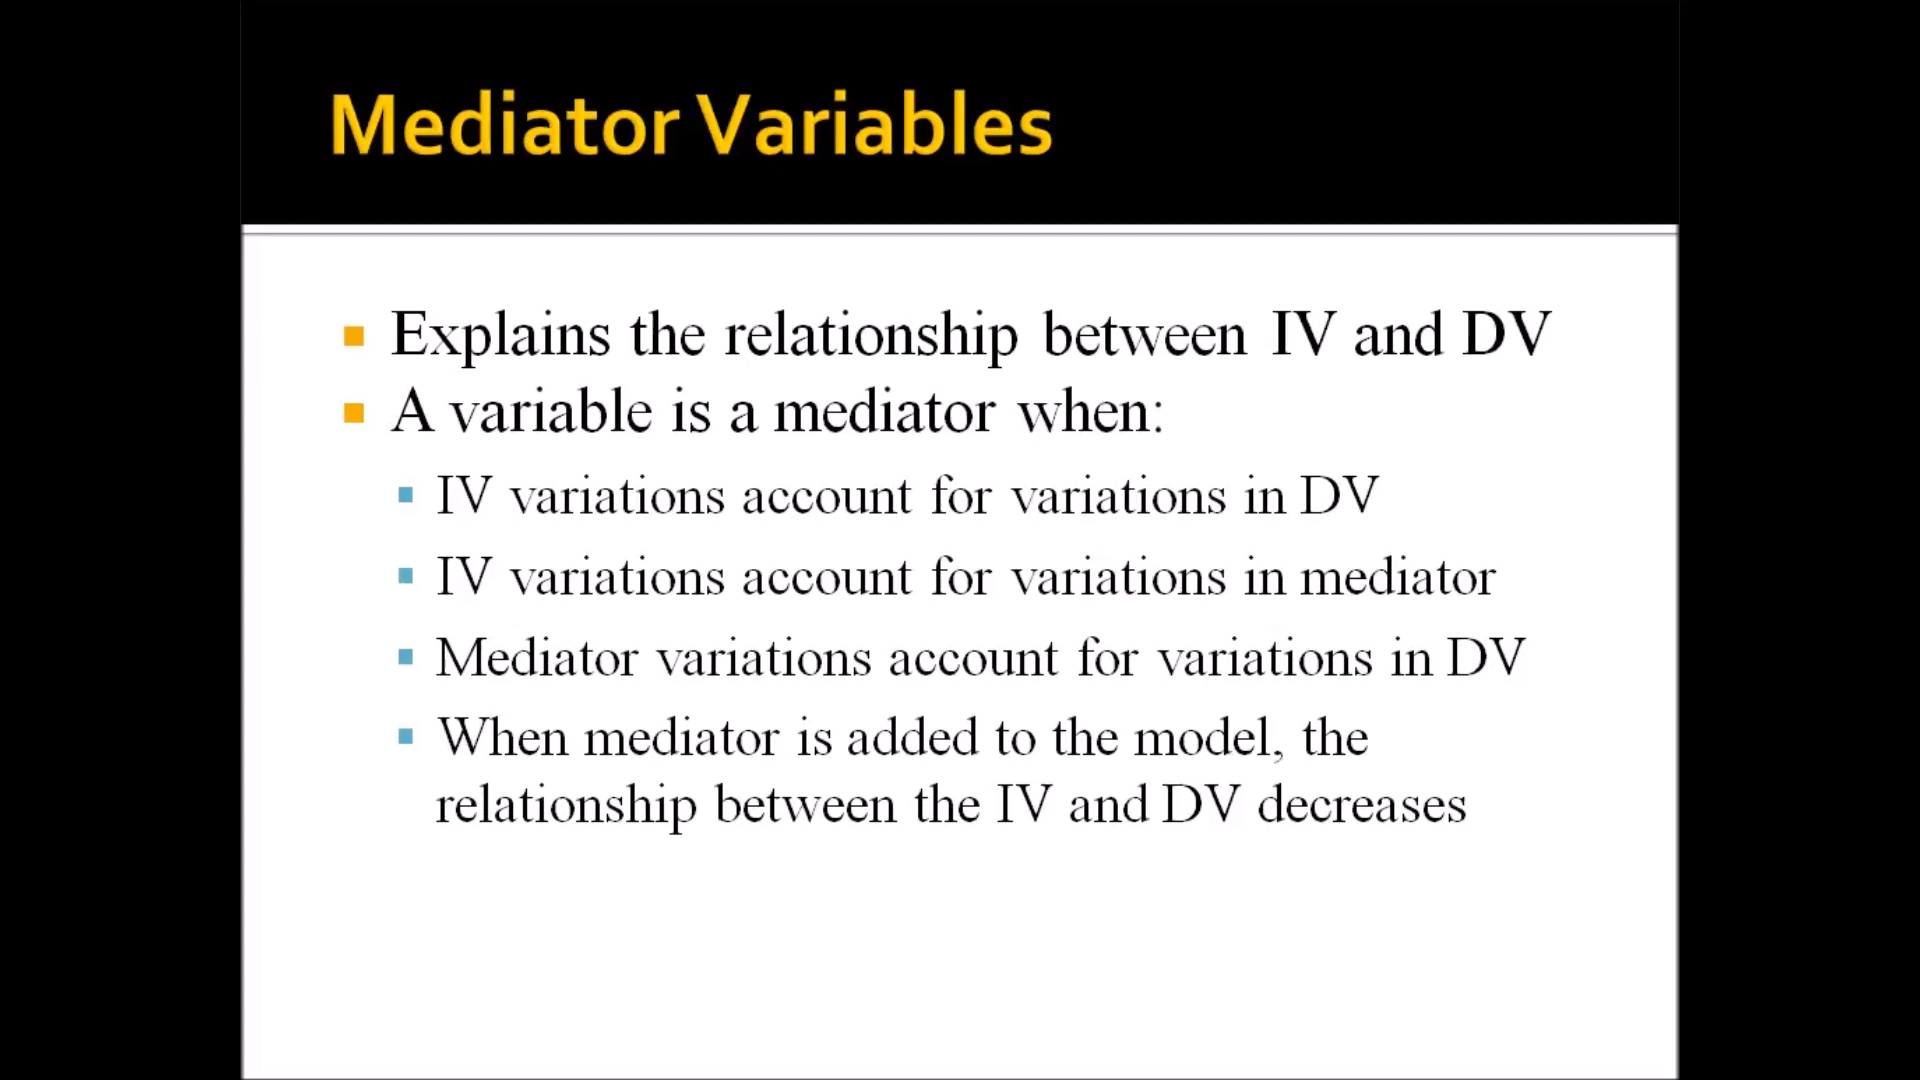 Mediator Variables
Explains the relationship between IV and DV
A variable is a mediator when:
IV variations account for variations in DV
IV variations account for variations in mediator
Mediator variations account for variations in DV
When mediator is added to the model, the
relationship between the IV and DV decreases